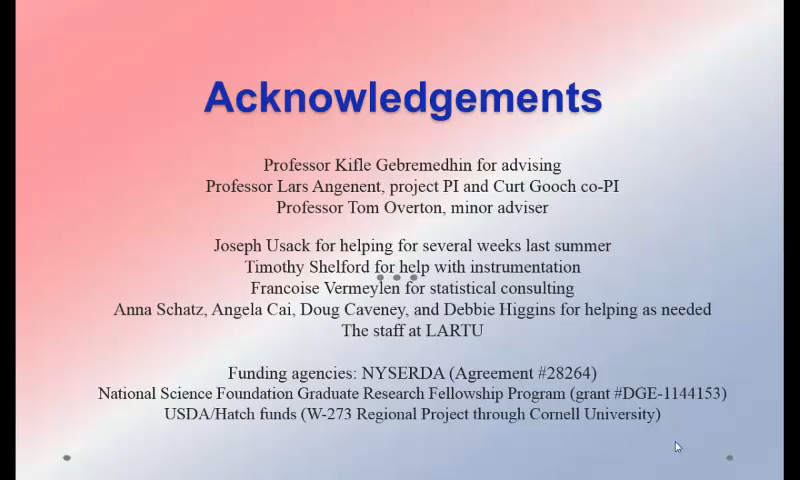 Acknowledgements
Professor Kifle Gebremedhin for advising
Professor Lars Angenent, project PI and Curt Gooch co-PI
Professor Tom Overton, minor adviser
Joseph Usack for helping for several weeks last summer
Timothy Shelford for help with instrumentation
Francoise Vermeylen for statistical consulting
Anna Schatz, Angela Cai, Doug Caveney, and Debbie Higgins for helping as needed
The staff at LARTU
Funding agencies: NYSERDA (Agreement #28264)
National Science Foundation Graduate Research Fellowship Program (grant #DGE-1144153)
USDA/Hatch funds (W-273 Regional Project through Cornell University)